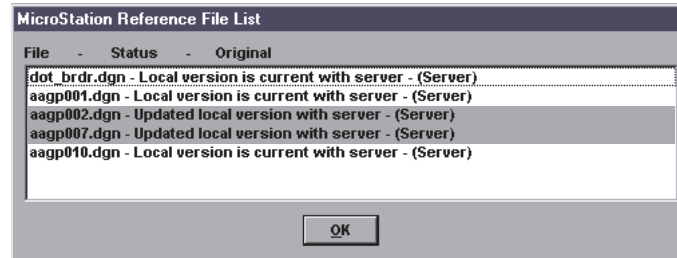 MicroStation Reference File List
File - Status - Original
dot_brdr.dgn - Local version is current with server - (Server)
aagp001.dgn - Local version is current with server - (Server)
aagp002.dgn - Updated local version with server - (Server)
aagp007.dgn - Updated local version with server - (Server)
aagp010.dgn - Local version is current with server - (Server)
OK